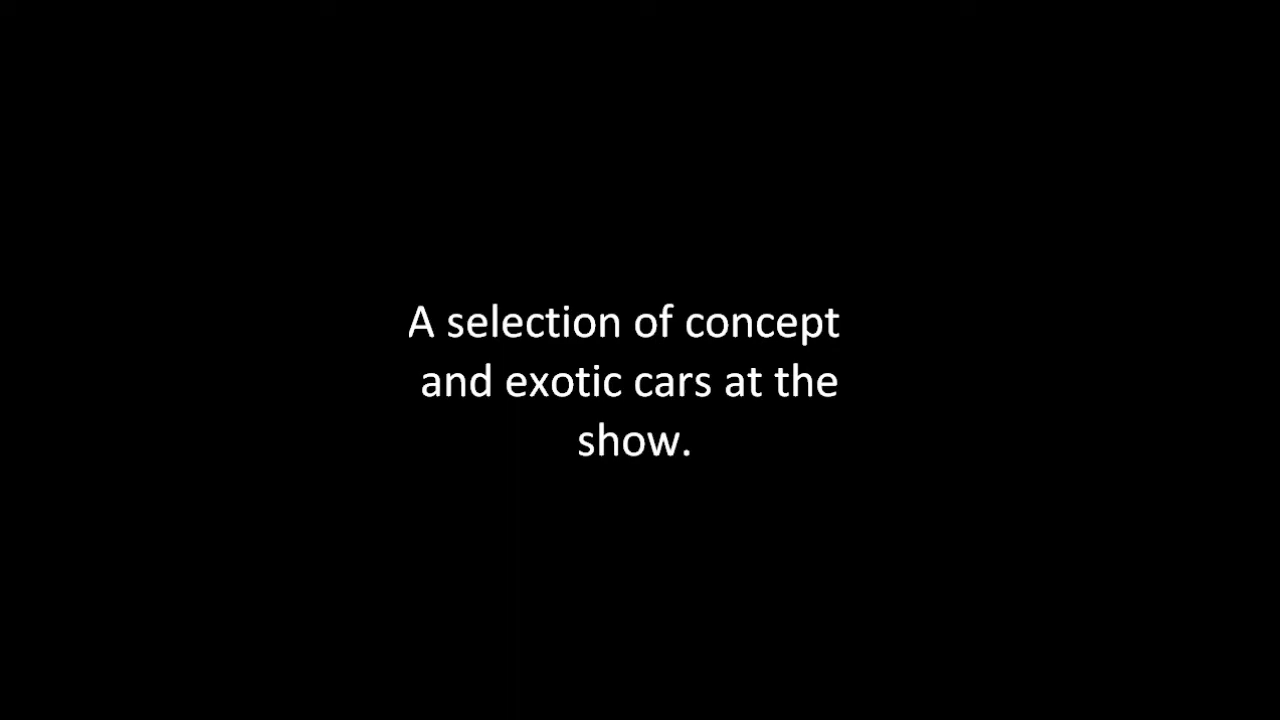 A selection of concept
and exotic cars at the
show.